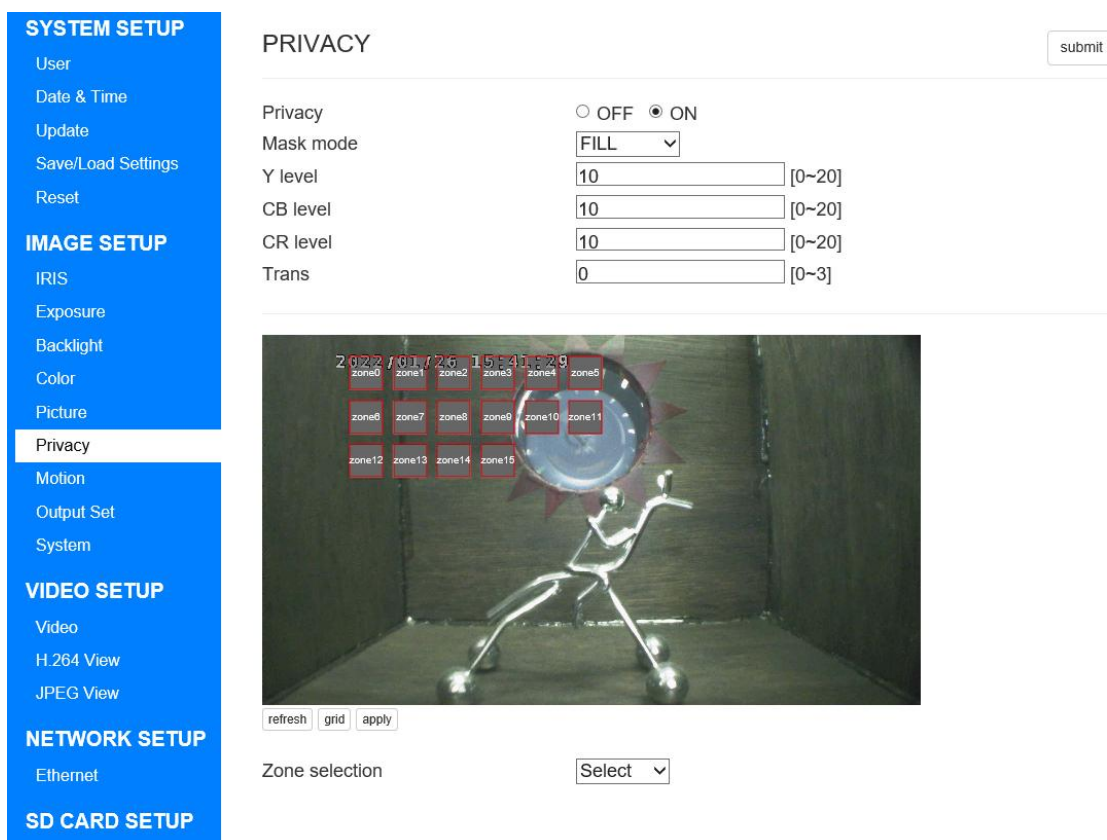 SYSTEM SETUP
User
Date & Time
Update
Save/Load Settings
Reset
IMAGE SETUP
IRIS
Exposure
Backlight
Color
Picture
Privacy
Motion
Output Set
System
VIDEO SETUP
Video
H.264 View
JPEG View
NETWORK SETUP
Ethernet
SD CARD SETUP
PRIVACY
submit
Privacy OFF ON
Mask mode FILL
Y level 10 [0~20]
CB level 10 [0~20]
CR level 10 [0~20]
Trans 0 [0~3]
2022/01/26 15:41:29
zone0 zone1 zone2 zone3 zone4 zone5
zone6 zone7 zone8 zone9 zone10 zone11
zone12 zone13 zone14 zone15
refresh grid apply
Zone selection Select